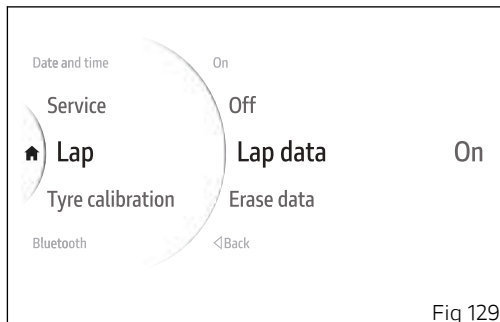 Date and time
Service
Lap
Tyre calibration
Bluetooth
On
Off
Lap data
Erase data
◁Back
On
Fig 129